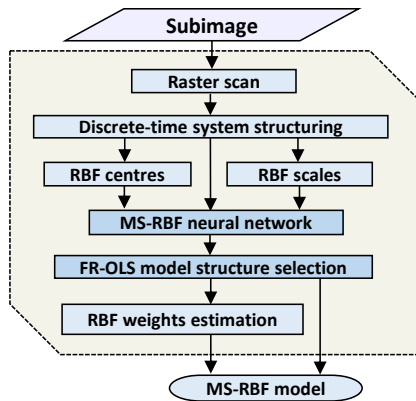 Subimage
Raster scan
Discrete-time system structuring
RBF centres
RBF scales
MS-RBF neural network
FR-OLS model structure selection
RBF weights estimation
MS-RBF model